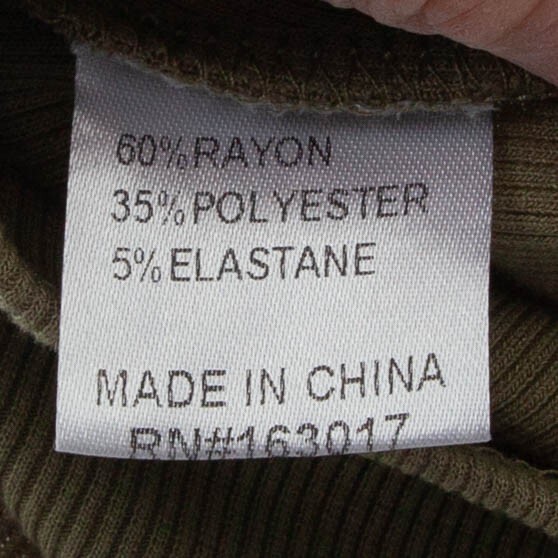 60% RAYON
35% POLYESTER
5% ELASTANE
MADE IN CHINA
RN#163017